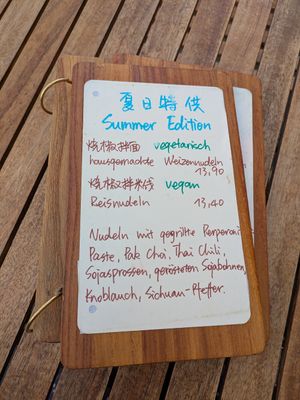 夏日特供
Summer Edition
烧椒拌面 vegetarisch
hausgemachte Weizennudeln
13,90
烧椒拌米线 vegan
Reisnudeln 13,40
Nudeln mit gegrillte Perperoni
Paste, Pak Choi, Thai Chili,
Sojasprossen, gerösteten Sojabohnen,
Knoblauch, Sichuan-Pfeffer.